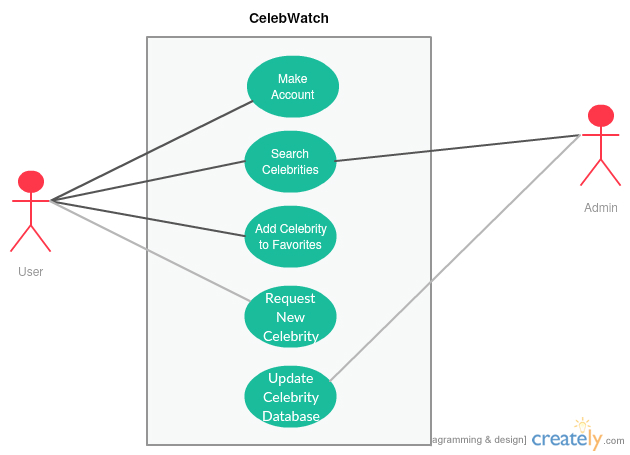 CelebWatch
Make
Account
Search
Celebrities
Add Celebrity
to Favorites
Request
New
Celebrity
Update
Celebrity
Database
User
Admin
agramming & design]
creately.com